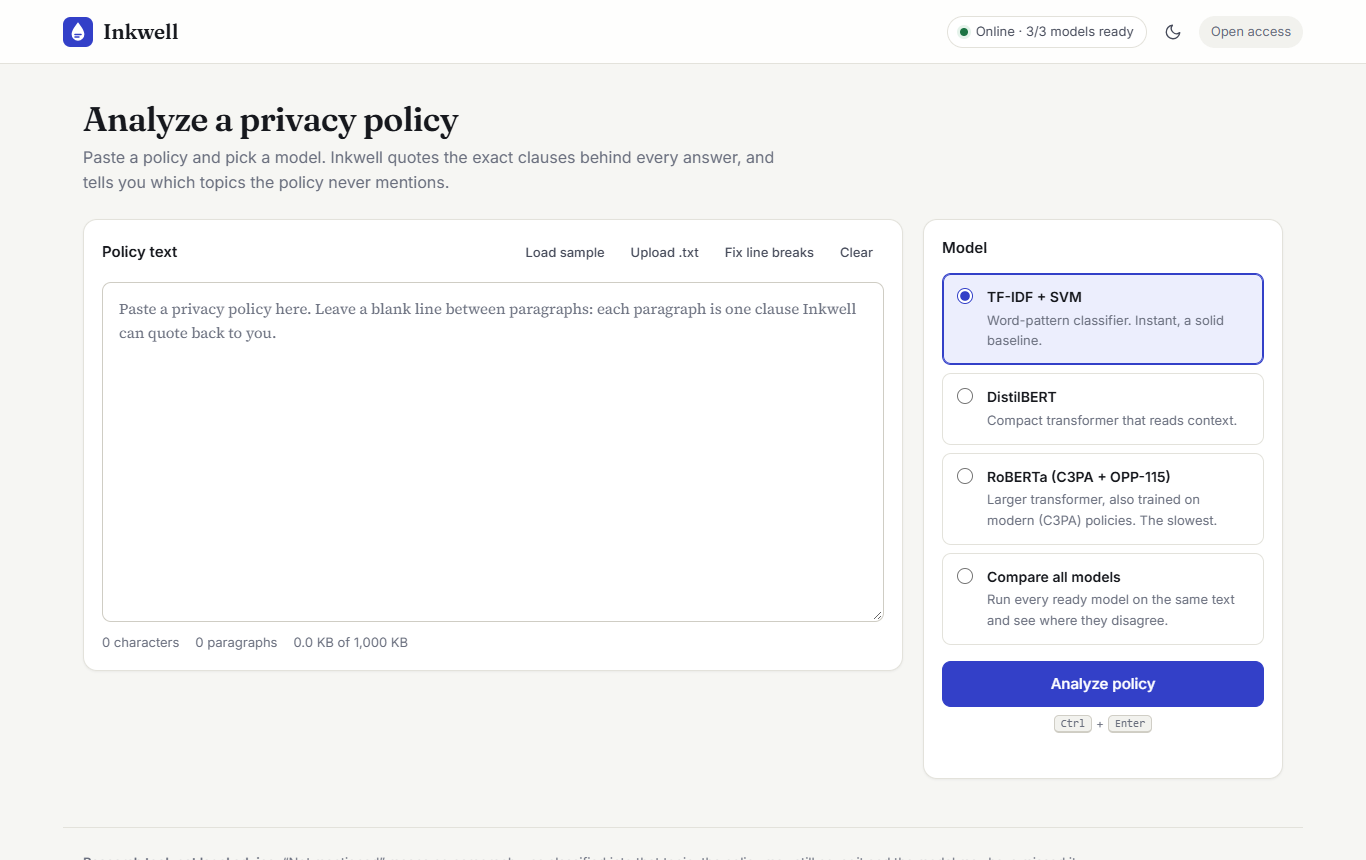 Inkwell
Online · 3/3 models ready
Open access
Analyze a privacy policy
Paste a policy and pick a model. Inkwell quotes the exact clauses behind every answer, and
tells you which topics the policy never mentions.
Policy text
Load sample
Upload .txt
Fix line breaks
Clear
Paste a privacy policy here. Leave a blank line between paragraphs: each paragraph is one clause Inkwell
can quote back to you.
0 characters
0 paragraphs
0.0 KB of 1,000 KB
Model
TF-IDF + SVM
Word-pattern classifier. Instant, a solid
baseline.
DistilBERT
Compact transformer that reads context.
RoBERTa (C3PA + OPP-115)
Larger transformer, also trained on
modern (C3PA) policies. The slowest.
Compare all models
Run every ready model on the same text
and see where they disagree.
Analyze policy
Ctrl + Enter